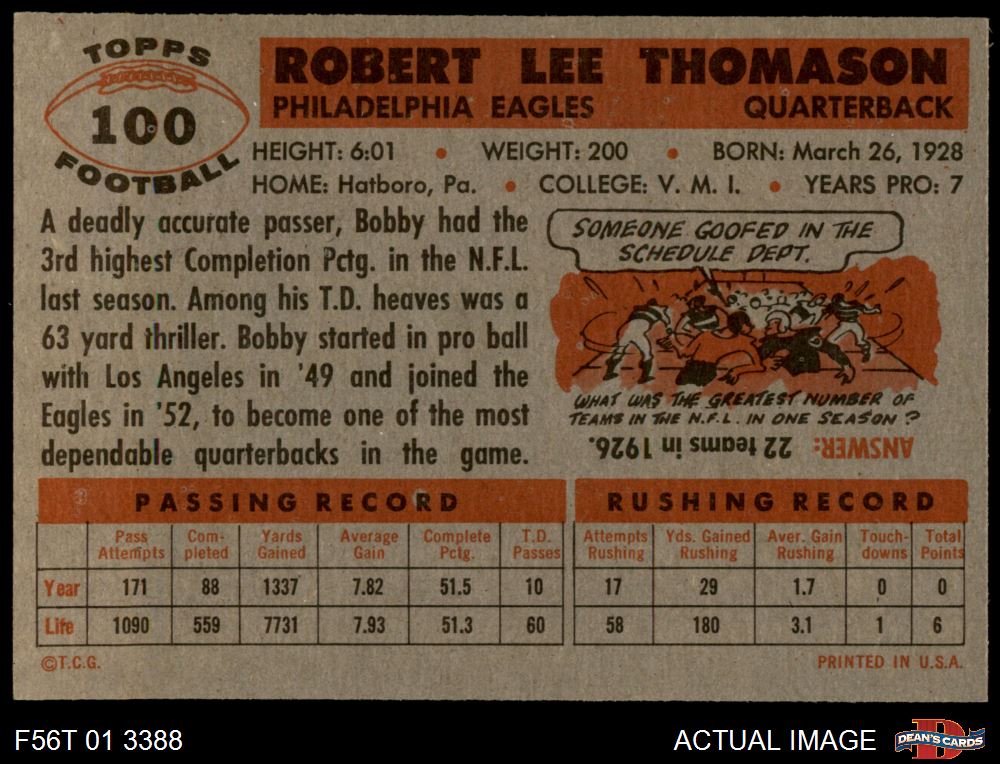 TOPPS
100
FOOTBALL
ROBERT LEE THOMASON
PHILADELPHIA EAGLES QUARTERBACK
HEIGHT: 6:01 • WEIGHT: 200 • BORN: March 26, 1928
HOME: Hatboro, Pa. • COLLEGE: V. M. I. • YEARS PRO: 7
A deadly accurate passer, Bobby had the
3rd highest Completion Pctg. in the N.F.L.
last season. Among his T.D. heaves was a
63 yard thriller. Bobby started in pro ball
with Los Angeles in '49 and joined the
Eagles in '52, to become one of the most
dependable quarterbacks in the game.
SOMEONE GOOFED IN THE
SCHEDULE DEPT.
WHAT WAS THE GREATEST NUMBER OF
TEAMS IN THE N.F.L. IN ONE SEASON?
ANSWER: 22 teams in 1926.
PASSING RECORD
Pass Attempts Com-pleted Yards Gained Average Gain Complete Pctg. T.D. Passes
Year 171 88 1337 7.82 51.5 10
Life 1090 559 7731 7.93 51.3 60
RUSHING RECORD
Attempts Rushing Yds. Gained Rushing Aver. Gain Rushing Touch-downs Total Points
17 29 1.7 0 0
58 180 3.1 1 6
©T.C.G. PRINTED IN U.S.A.
F56T 01 3388 ACTUAL IMAGE DEAN'S CARDS